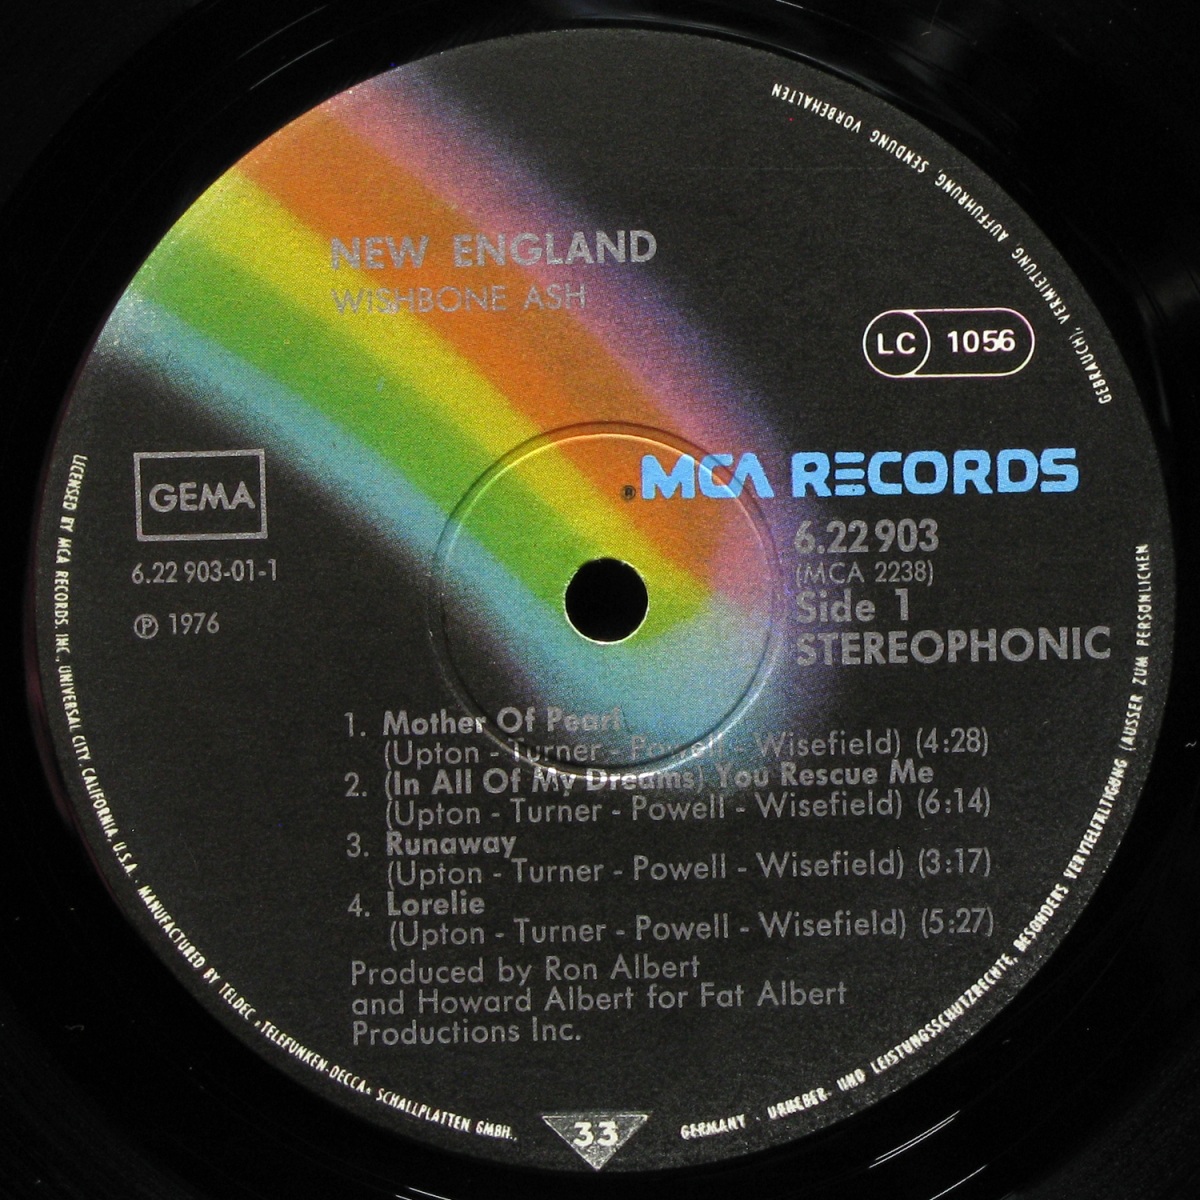 NEW ENGLAND
WISHBONE ASH
LC 1056
GEMA
6.22 903-01-1
℗ 1976
® MCA RECORDS
6.22 903
(MCA 2238)
Side 1
STEREOPHONIC
1. Mother Of Pearl
(Upton - Turner - Powell - Wisefield) (4:28)
2. (In All Of My Dreams) You Rescue Me
(Upton - Turner - Powell - Wisefield) (6:14)
3. Runaway
(Upton - Turner - Powell - Wisefield) (3:17)
4. Lorelie
(Upton - Turner - Powell - Wisefield) (5:27)
Produced by Ron Albert
and Howard Albert for Fat Albert
Productions Inc.
33
LICENSED BY MCA RECORDS, INC., UNIVERSAL CITY, CALIFORNIA, U.S.A. · MANUFACTURED BY TELDEC »TELEFUNKEN-DECCA« SCHALLPLATTEN GMBH., GERMANY · URHEBER- UND LEISTUNGSSCHUTZRECHTE, BESONDERS VERVIELFÄLTIGUNG (AUSSER ZUM PERSÖNLICHEN GEBRAUCH), VERMIETUNG, AUFFÜHRUNG, SENDUNG VORBEHALTEN